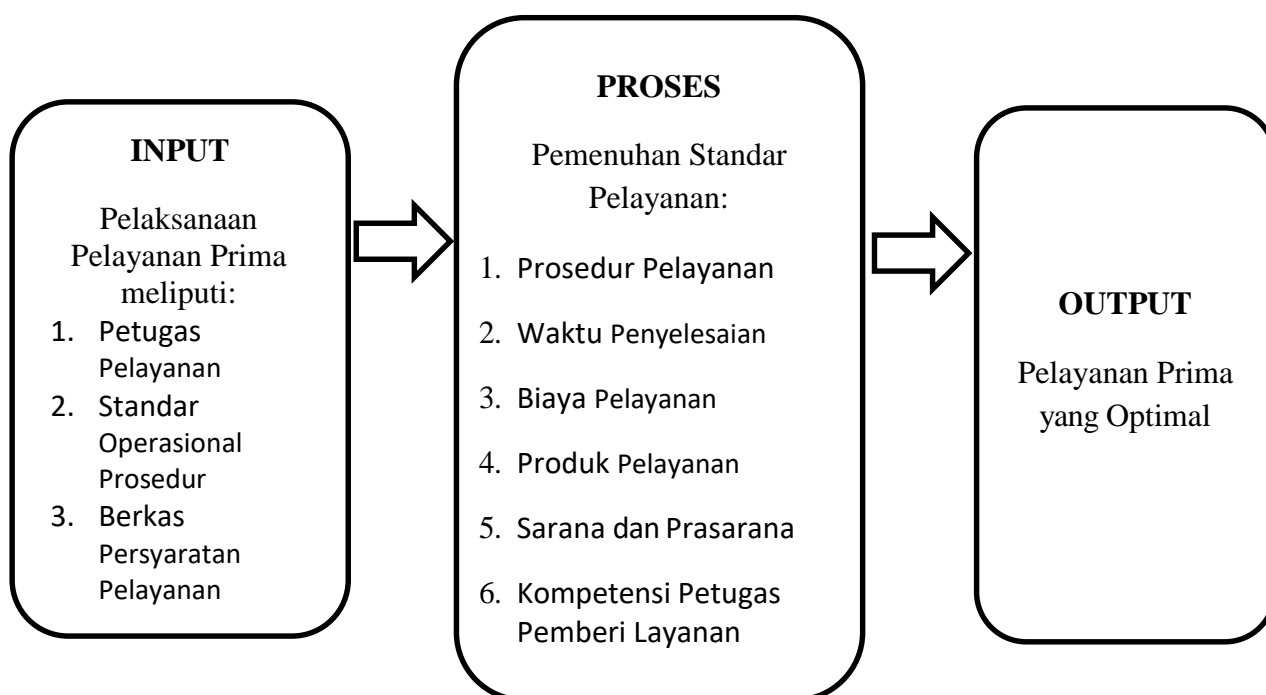 INPUT
Pelaksanaan
Pelayanan Prima
meliputi:
1. Petugas
Pelayanan
2. Standar
Operasional
Prosedur
3. Berkas
Persyaratan
Pelayanan
PROSES
Pemenuhan Standar
Pelayanan:
1. Prosedur Pelayanan
2. Waktu Penyelesaian
3. Biaya Pelayanan
4. Produk Pelayanan
5. Sarana dan Prasarana
6. Kompetensi Petugas
Pemberi Layanan
OUTPUT
Pelayanan Prima
yang Optimal